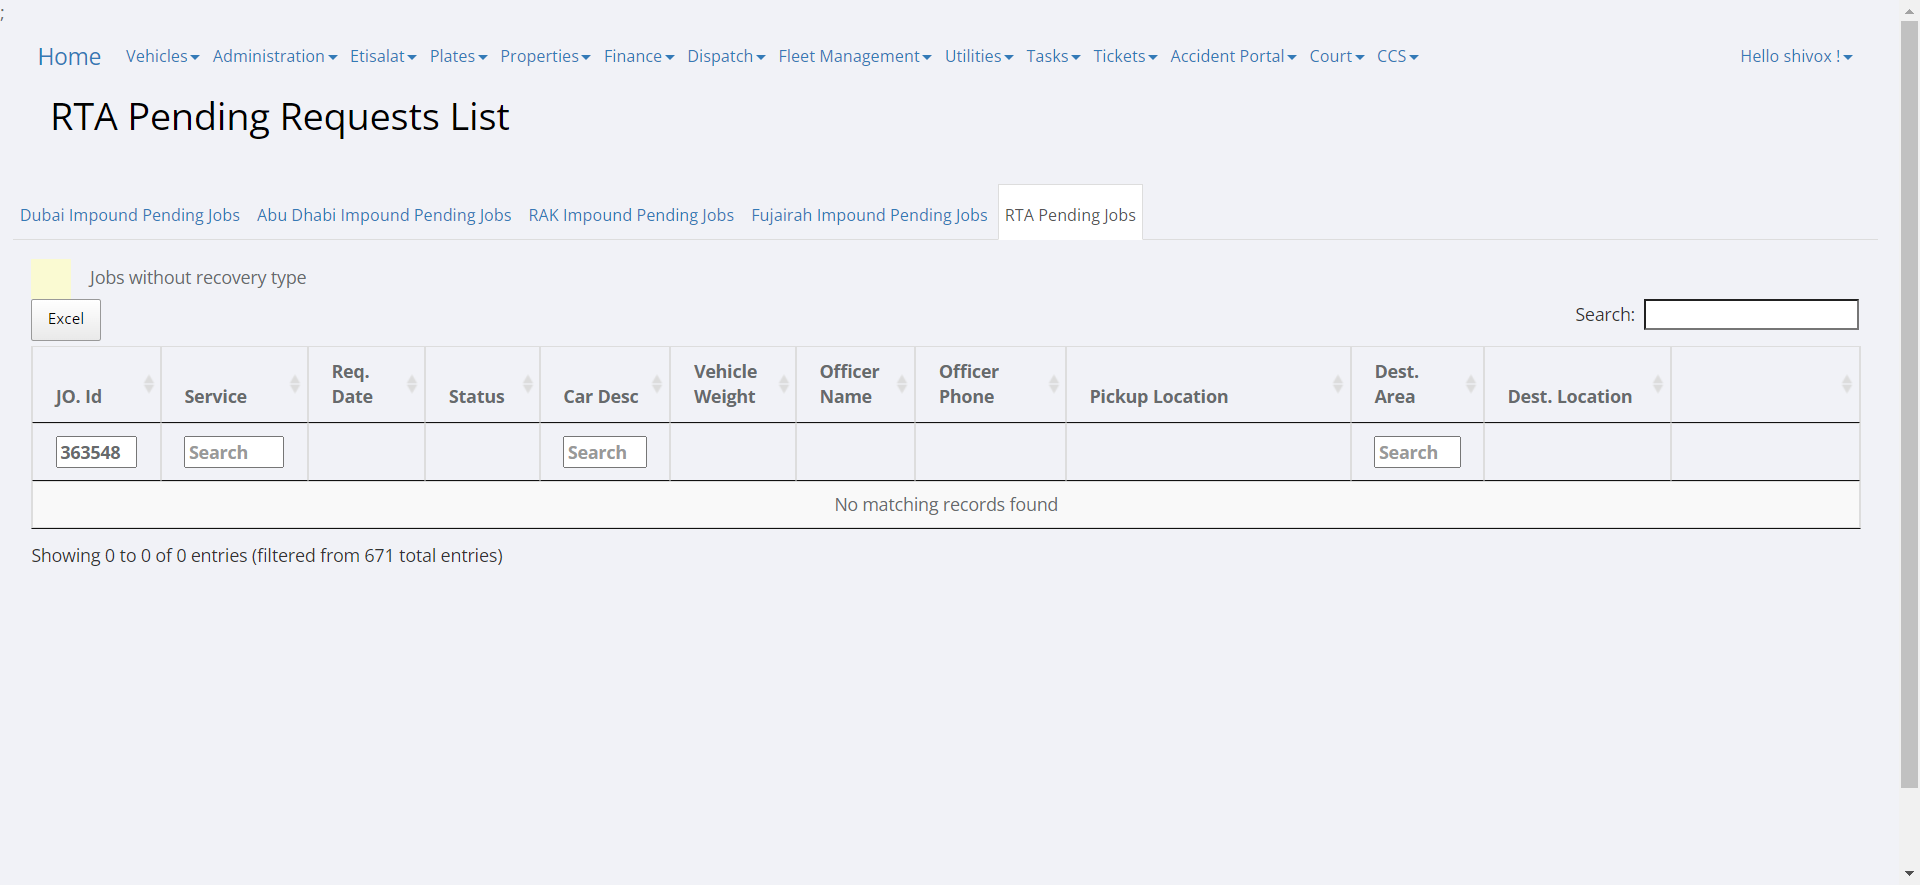 ;
Home Vehicles Administration Etisalat Plates Properties Finance Dispatch Fleet Management Utilities Tasks Tickets Accident Portal Court CCS Hello shivox !
RTA Pending Requests List
Dubai Impound Pending Jobs Abu Dhabi Impound Pending Jobs RAK Impound Pending Jobs Fujairah Impound Pending Jobs RTA Pending Jobs
Jobs without recovery type
Excel Search:
JO. Id Service Req. Date Status Car Desc Vehicle Weight Officer Name Officer Phone Pickup Location Dest. Area Dest. Location
363548 Search Search Search
No matching records found
Showing 0 to 0 of 0 entries (filtered from 671 total entries)